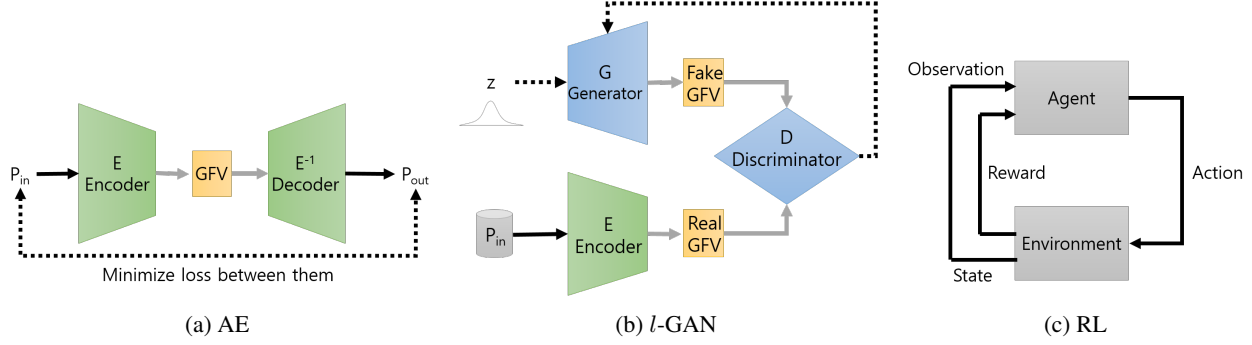 P_in
E
Encoder
GFV
E⁻¹
Decoder
P_out
Minimize loss between them
(a) AE
z
G
Generator
Fake
GFV
D
Discriminator
P_in
E
Encoder
Real
GFV
(b) l-GAN
Observation
Agent
Reward
Action
Environment
State
(c) RL